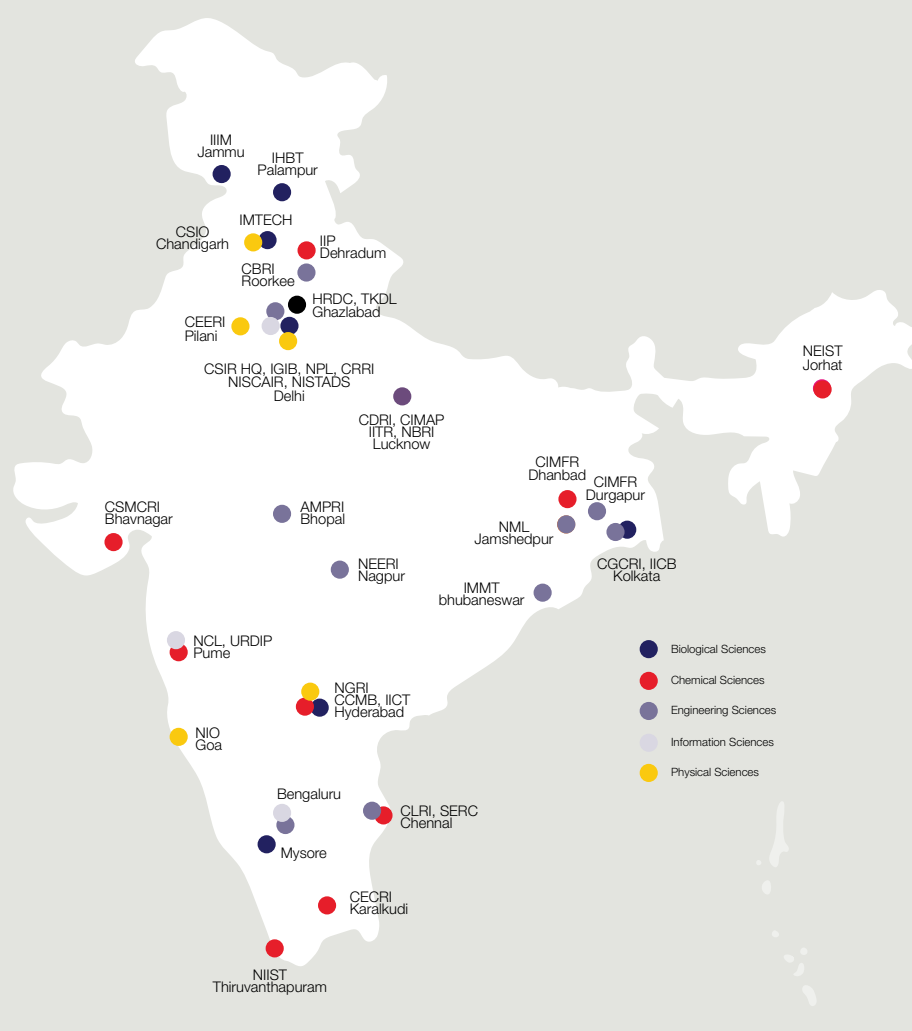 IIIM
Jammu
IHBT
Palampur
IMTECH
CSIO
Chandigarh
IIP
Dehradum
CBRI
Roorkee
HRDC, TKDL
Ghazlabad
CEERI
Pilani
CSIR HQ, IGIB, NPL, CRRI
NISCAIR, NISTADS
Delhi
NEIST
Jorhat
CDRI, CIMAP
IITR, NBRI
Lucknow
CIMFR
Dhanbad
CIMFR
Durgapur
CSMCRI
Bhavnagar
AMPRI
Bhopal
NML
Jamshedpur
NEERI
Nagpur
CGCRI, IICB
Kolkata
IMMT
bhubaneswar
NCL, URDIP
Pume
Biological Sciences
Chemical Sciences
Engineering Sciences
Information Sciences
Physical Sciences
NGRI
CCMB, IICT
Hyderabad
NIO
Goa
Bengaluru
CLRI, SERC
Chennal
Mysore
CECRI
Karalkudi
NIIST
Thiruvanthapuram